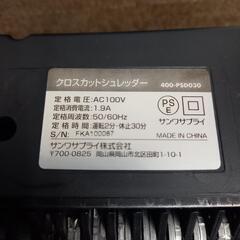 クロスカットシュレッダー 400-PSD030
定格電圧:AC100V
定格消費電流:1.9A
定格周波数:50/60Hz
定格時間:運転2分・休止30分
S/N: FKA100067
PSE
MADE IN CHINA
サンワサプライ株式会社
〒700-0825 岡山県岡山市北区田町1-10-1
サンワサプライ